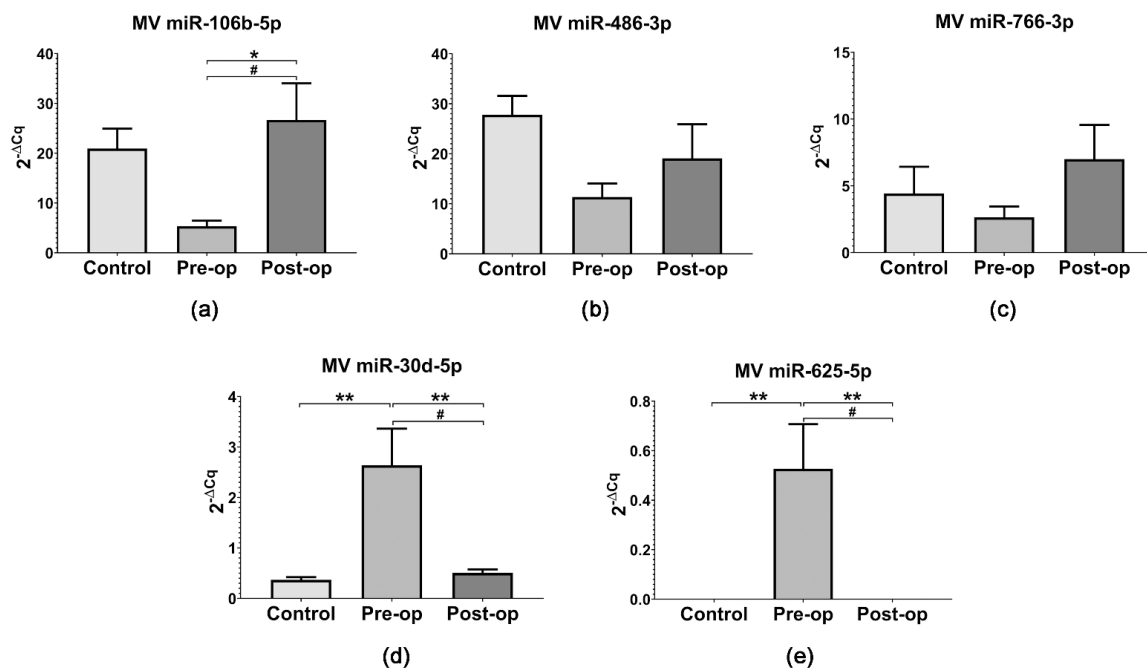 MV miR-106b-5p
2^-ΔCq
40
30
20
10
0
*
#
Control Pre-op Post-op
(a)
MV miR-486-3p
2^-ΔCq
40
30
20
10
0
Control Pre-op Post-op
(b)
MV miR-766-3p
2^-ΔCq
15
10
5
0
Control Pre-op Post-op
(c)
MV miR-30d-5p
2^-ΔCq
4
3
2
1
0
** **
#
Control Pre-op Post-op
(d)
MV miR-625-5p
2^-ΔCq
0.8
0.6
0.4
0.2
0.0
** **
#
Control Pre-op Post-op
(e)